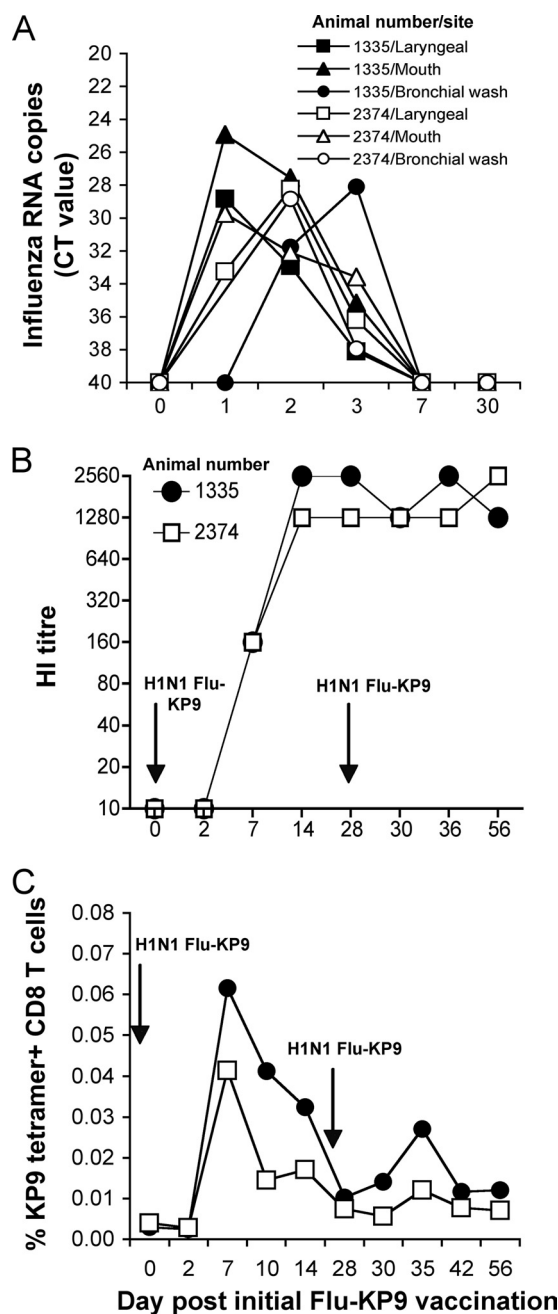 A
Animal number/site
1335/Laryngeal
1335/Mouth
1335/Bronchial wash
2374/Laryngeal
2374/Mouth
2374/Bronchial wash
Influenza RNA copies
(CT value)
20
22
24
26
28
30
32
34
36
38
40
0 1 2 3 7 30
B
Animal number
1335
2374
HI titre
2560
1280
640
320
160
80
40
20
10
H1N1 Flu-
KP9
H1N1 Flu-KP9
0 2 7 14 28 30 36 56
C
% KP9 tetramer+ CD8 T cells
0.08
0.07
0.06
0.05
0.04
0.03
0.02
0.01
0.00
H1N1 Flu-KP9
H1N1 Flu-KP9
0 2 7 10 14 28 30 35 42 56
Day post initial Flu-KP9 vaccination